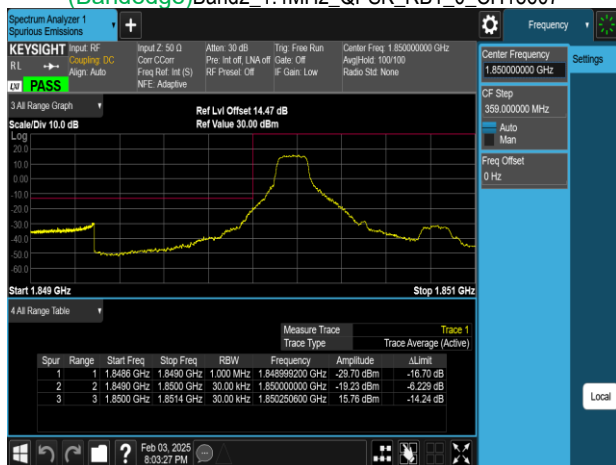 (Bandedge)Band2_1.4MHz_QPSK_RB1_0_CH18607
Spectrum Analyzer 1
Spurious Emissions
Frequency
KEYSIGHT Input: RF Input Z: 50 Ω Atten: 30 dB Trig: Free Run Center Freq: 1.850000000 GHz
RL Coupling: DC Corr CCorr Pre: Int off, LNA off Gate: Off Avg|Hold: 100/100
Align: Auto Freq Ref: Int (S) RF Preset: Off IF Gain: Low Radio Std: None
LXI PASS NFE: Adaptive
Center Frequency
1.850000000 GHz
Settings
CF Step
359.000000 MHz
Auto
Man
Freq Offset
0 Hz
Local
3 All Range Graph
Ref Lvl Offset 14.47 dB
Scale/Div 10.0 dB Ref Value 30.00 dBm
Log
20.0
10.0
0.00
-10.0
-20.0
-30.0
-40.0
-50.0
-60.0
Start 1.849 GHz Stop 1.851 GHz
4 All Range Table
Measure Trace Trace 1
Trace Type Trace Average (Active)
Spur Range Start Freq Stop Freq RBW Frequency Amplitude ΔLimit
1 1 1.8486 GHz 1.8490 GHz 1.000 MHz 1.848999200 GHz -29.70 dBm -16.70 dB
2 2 1.8490 GHz 1.8500 GHz 30.00 kHz 1.850000000 GHz -19.23 dBm -6.229 dB
3 3 1.8500 GHz 1.8514 GHz 30.00 kHz 1.850250600 GHz 15.76 dBm -14.24 dB
Feb 03, 2025
8:03:27 PM